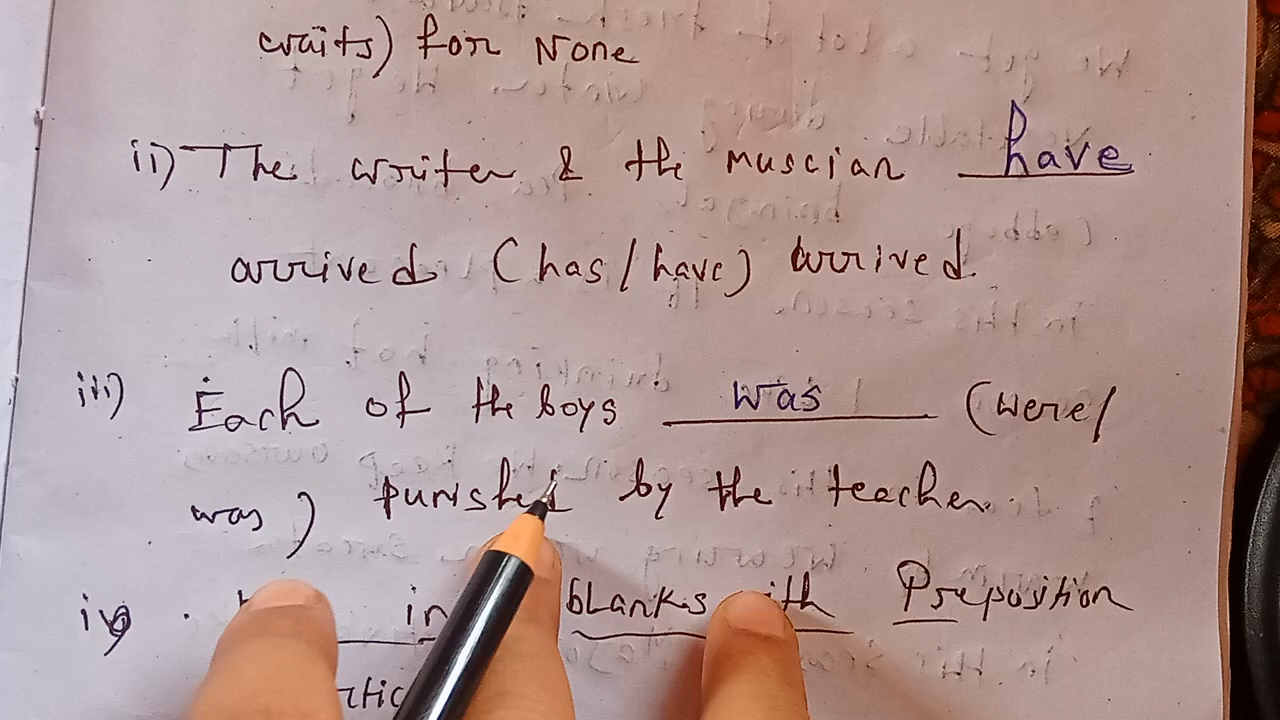 waits) for None
ii) The writer & the muscian have
arrived (has/have) arrived.
iii) Each of the boys was (were/
was) punished by the teacher
iv in blanks with Preposition